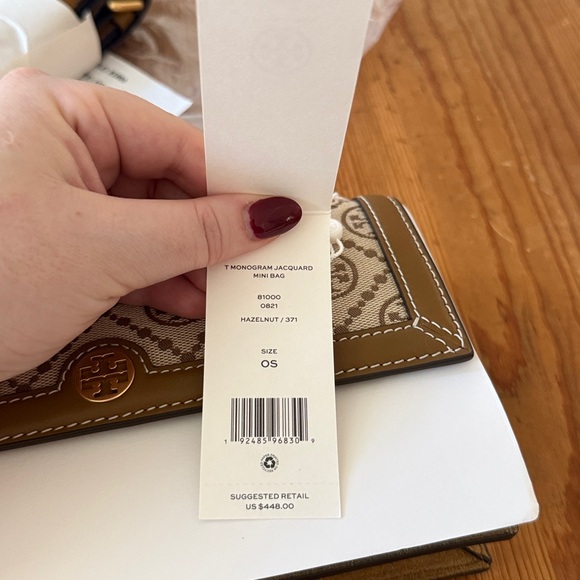 T MONOGRAM JACQUARD
MINI BAG
81000
0821
HAZELNUT / 371
SIZE
OS
1 92485 96830 9
SUGGESTED RETAIL
US $448.00